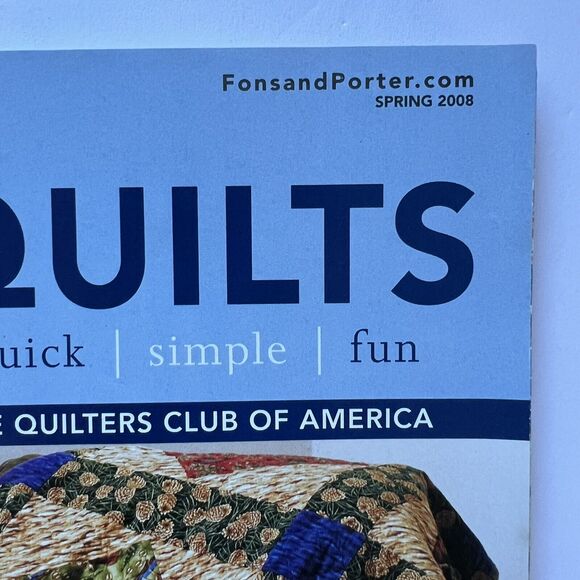 FonsandPorter.com
SPRING 2008
QUILTS
uick | simple | fun
E QUILTERS CLUB OF AMERICA